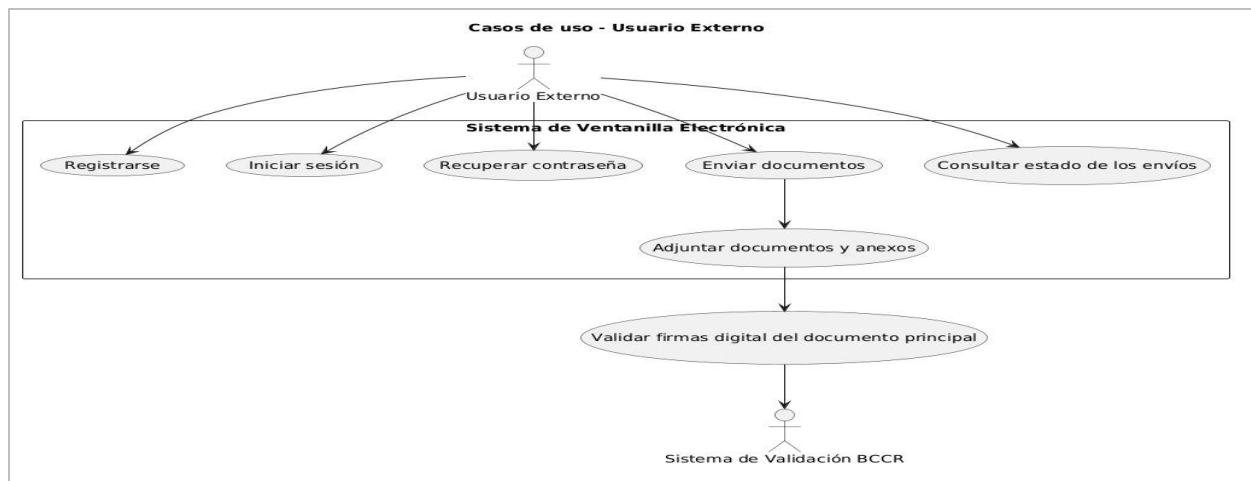 Casos de uso - Usuario Externo
Usuario Externo
Sistema de Ventanilla Electrónica
Registrarse
Iniciar sesión
Recuperar contraseña
Enviar documentos
Consultar estado de los envíos
Adjuntar documentos y anexos
Validar firmas digital del documento principal
Sistema de Validación BCCR